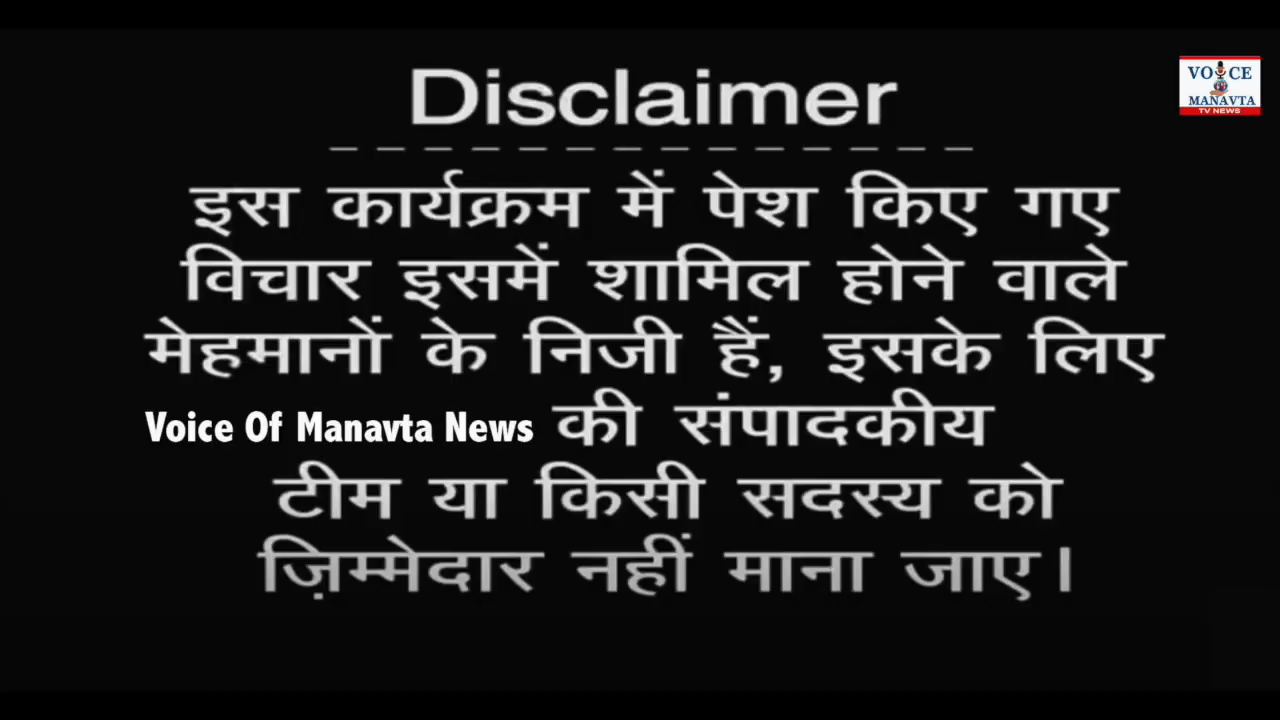 Disclaimer
VOICE
MANAVTA
TV NEWS
इस कार्यक्रम में पेश किए गए
विचार इसमें शामिल होने वाले
मेहमानों के निजी हैं, इसके लिए
Voice Of Manavta News की संपादकीय
टीम या किसी सदस्य को
ज़िम्मेदार नहीं माना जाए।